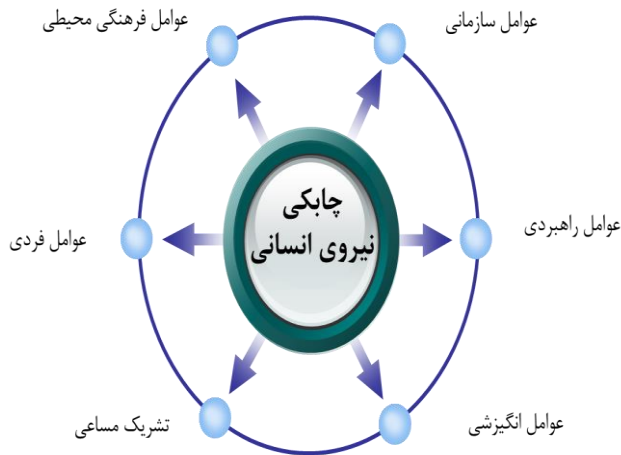 عوامل سازمانی
عوامل فرهنگی محیطی
چابکی
نیروی انسانی
عوامل راهبردی
عوامل فردی
عوامل انگیزشی
تشریک مساعی